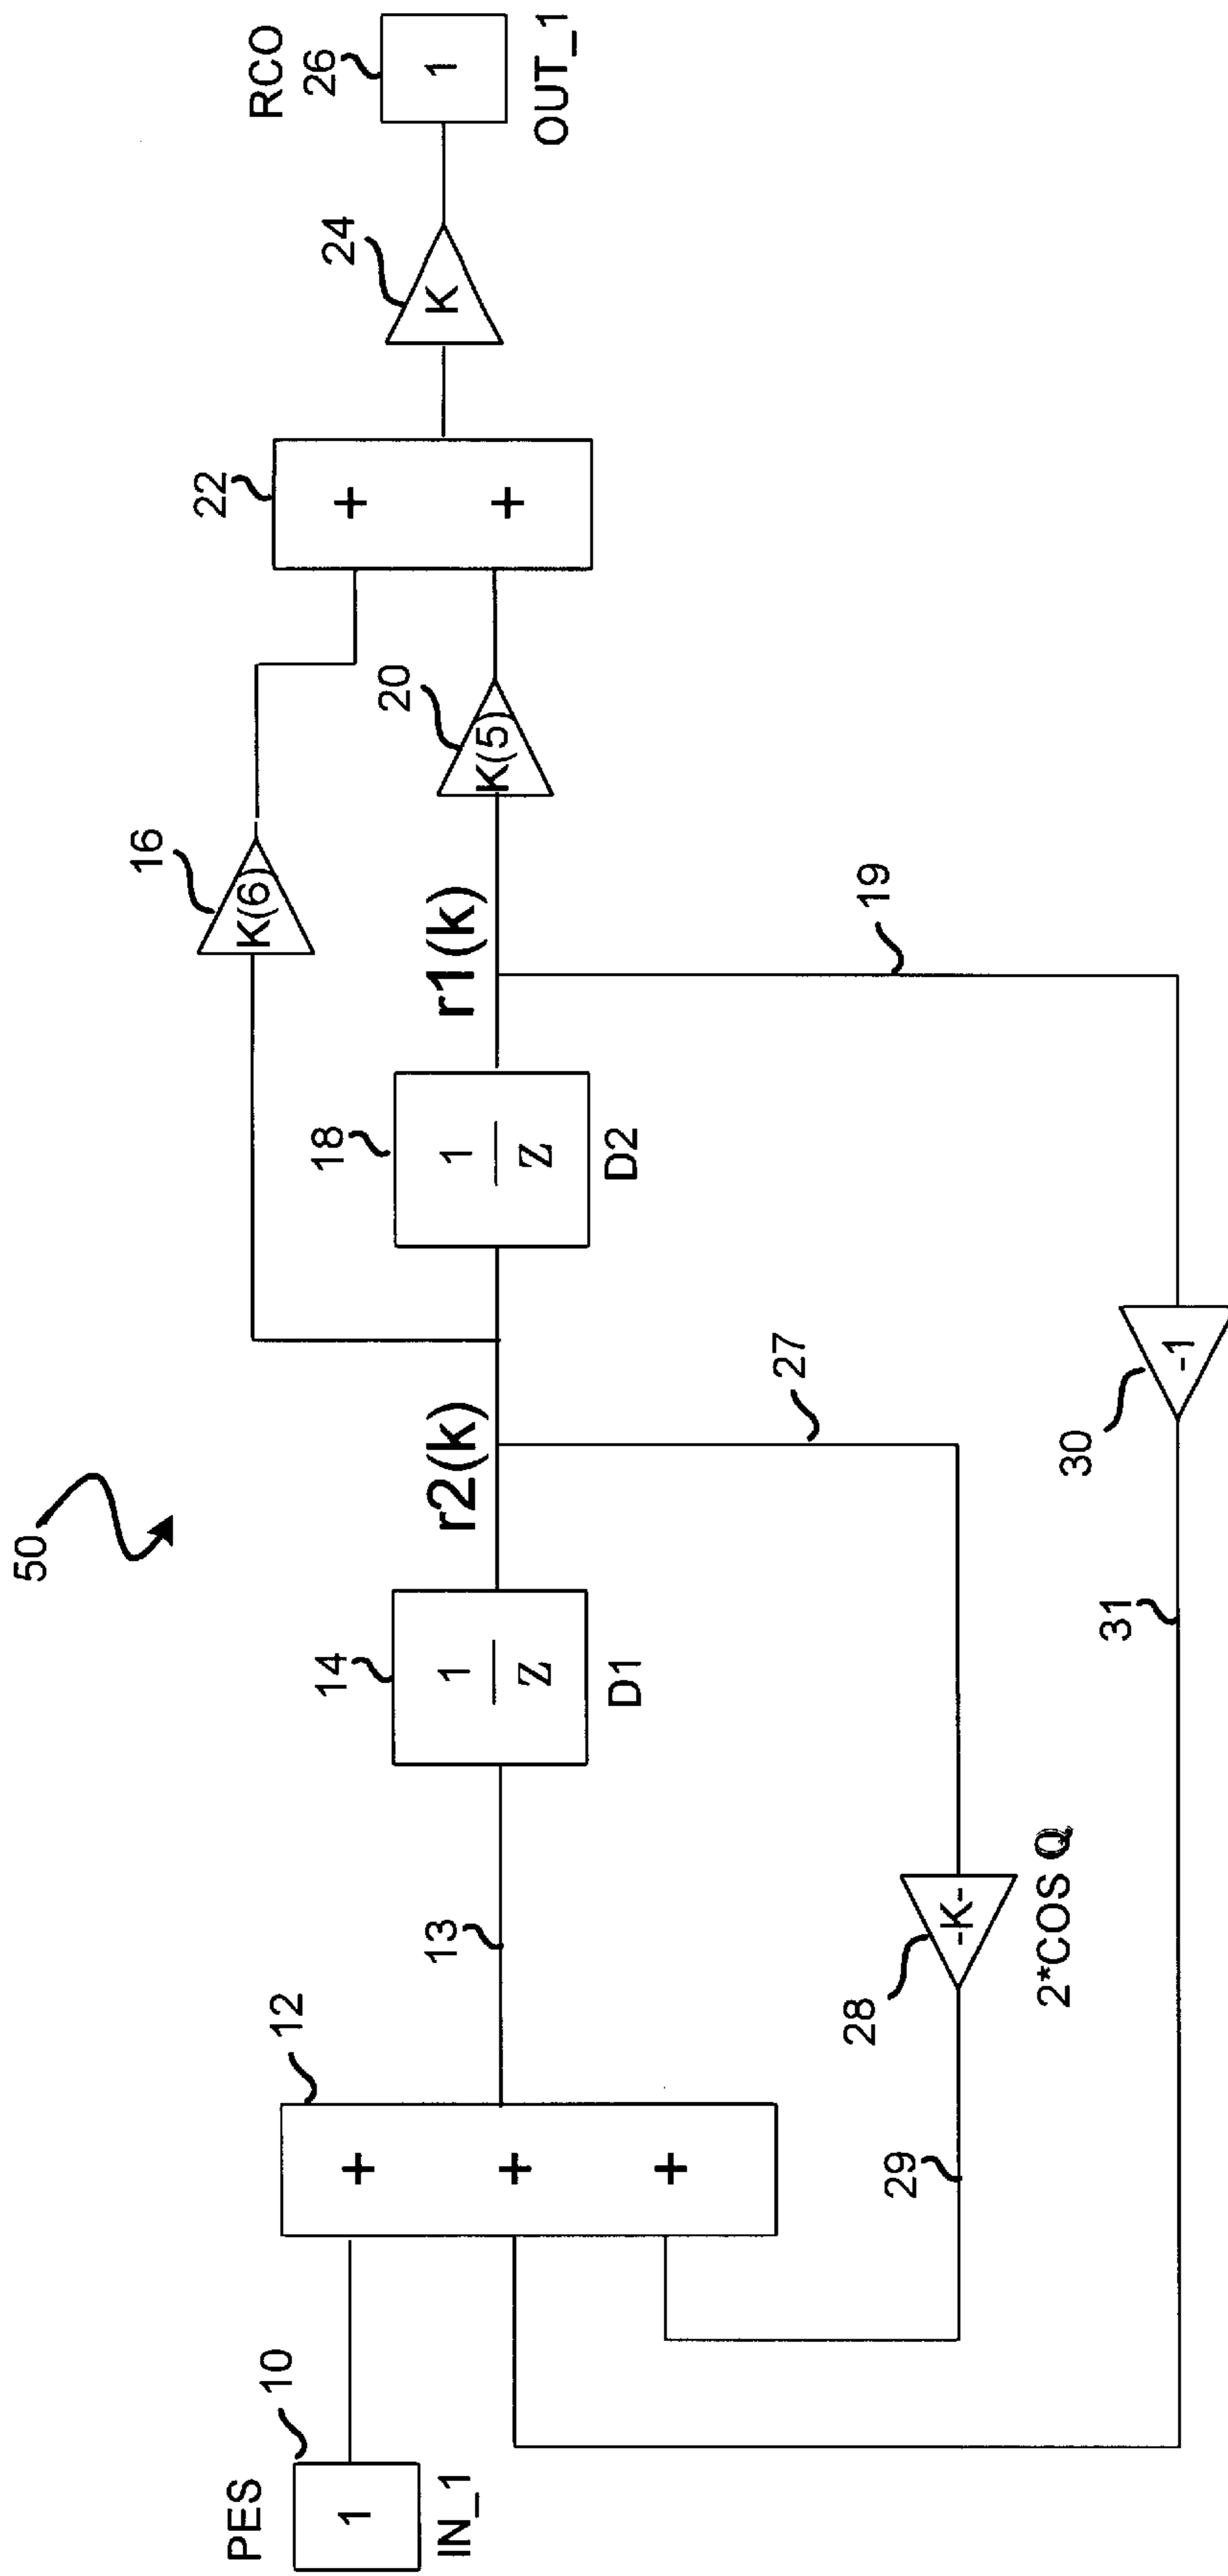 50
PES
10
1
IN_1
12
+
+
+
13
14
1
Z
D1
r2(k)
27
28
-K-
2*COS Q
29
18
1
Z
D2
r1(k)
19
30
-1
31
16
K(6)
20
K(5)
22
+
+
24
K
RCO
26
1
OUT_1